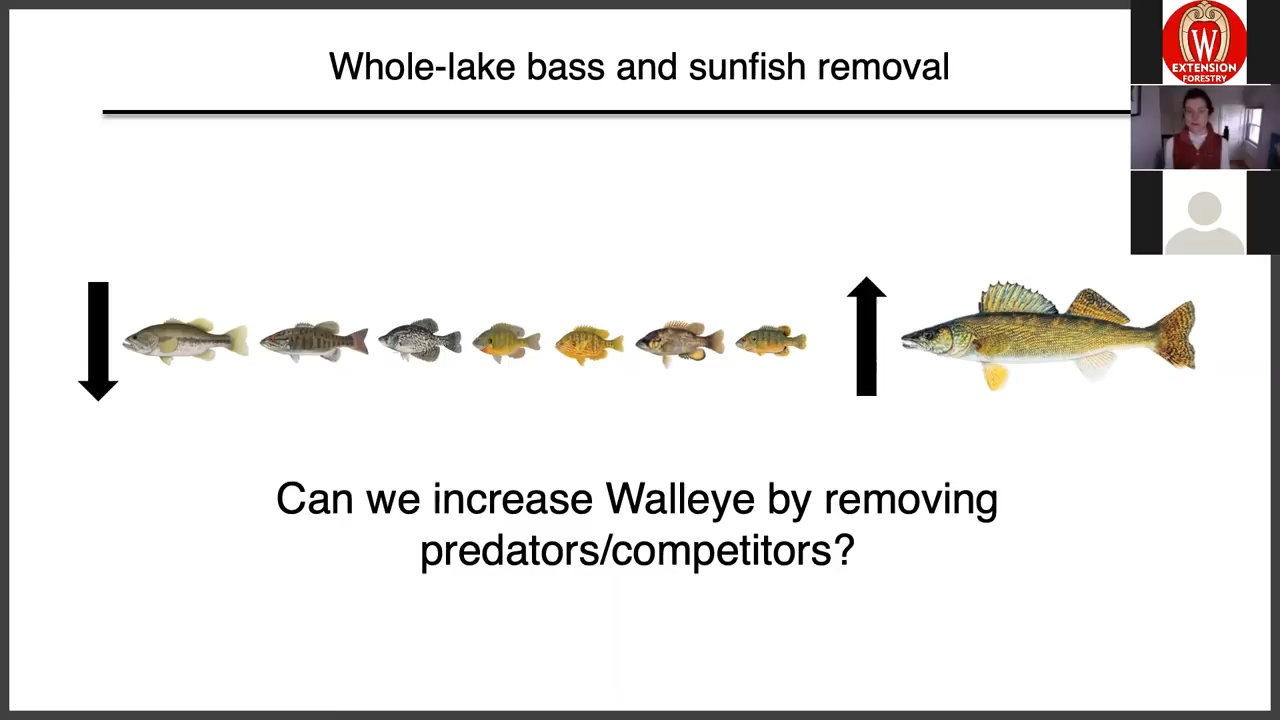 Whole-lake bass and sunfish removal
W
EXTENSION
FORESTRY
Can we increase Walleye by removing
predators/competitors?